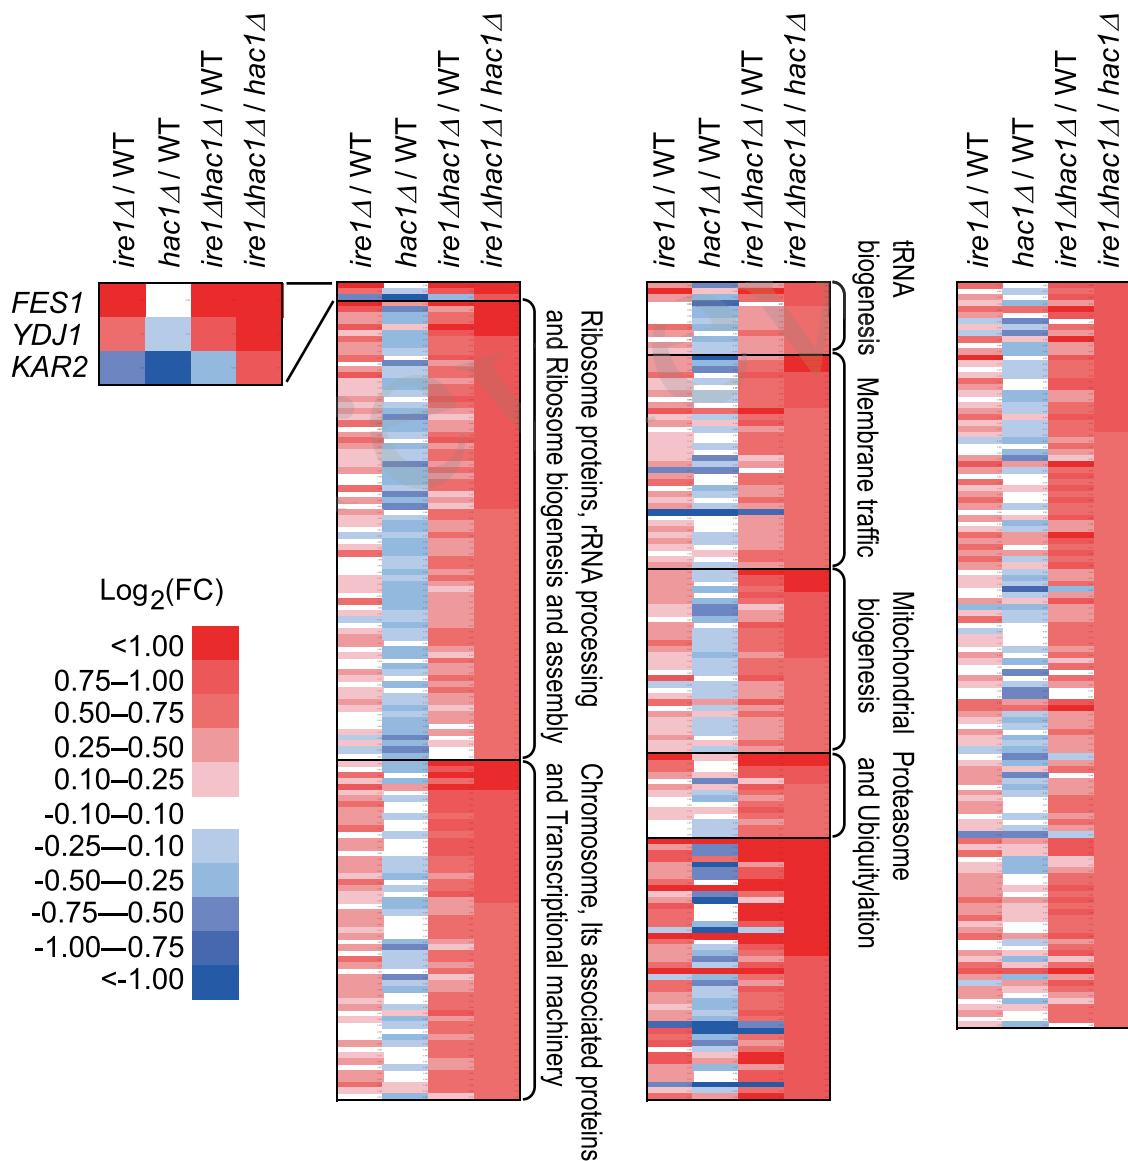 ire1Δ / WT
hac1Δ / WT
ire1Δhac1Δ / WT
ire1Δhac1Δ / hac1Δ
ire1Δ / WT
hac1Δ / WT
ire1Δhac1Δ / WT
ire1Δhac1Δ / hac1Δ
ire1Δ / WT
hac1Δ / WT
ire1Δhac1Δ / WT
ire1Δhac1Δ / hac1Δ
ire1Δ / WT
hac1Δ / WT
ire1Δhac1Δ / WT
ire1Δhac1Δ / hac1Δ
FES1
YDJ1
KAR2
Log2(FC)
<1.00
0.75–1.00
0.50–0.75
0.25–0.50
0.10–0.25
-0.10–0.10
-0.25—0.10
-0.50—0.25
-0.75—0.50
-1.00—0.75
<-1.00
Ribosome proteins, rRNA processing
and Ribosome biogenesis and assembly
Chromosome, Its associated proteins
and Transcriptional machinery
tRNA
biogenesis
Membrane traffic
Mitochondrial
biogenesis
Proteasome
and Ubiquitylation